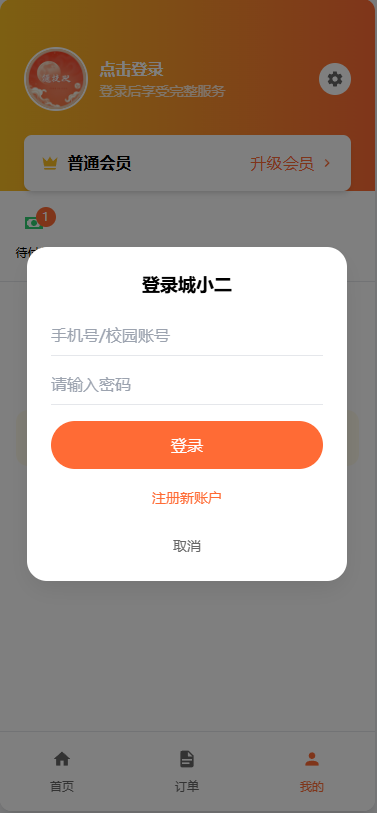 点击登录
登录后享受完整服务
普通会员
升级会员
1
登录城小二
手机号/校园账号
请输入密码
登录
注册新账户
取消
首页
订单
我的